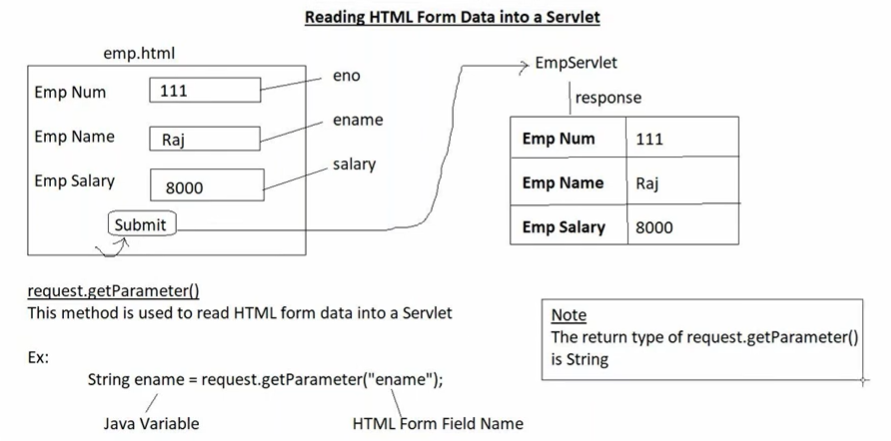 Reading HTML Form Data into a Servlet
emp.html
Emp Num 111 eno
Emp Name Raj ename
Emp Salary 8000 salary
Submit
EmpServlet
response
Emp Num 111
Emp Name Raj
Emp Salary 8000
request.getParameter()
This method is used to read HTML form data into a Servlet
Ex:
String ename = request.getParameter("ename");
Java Variable HTML Form Field Name
Note
The return type of request.getParameter()
is String